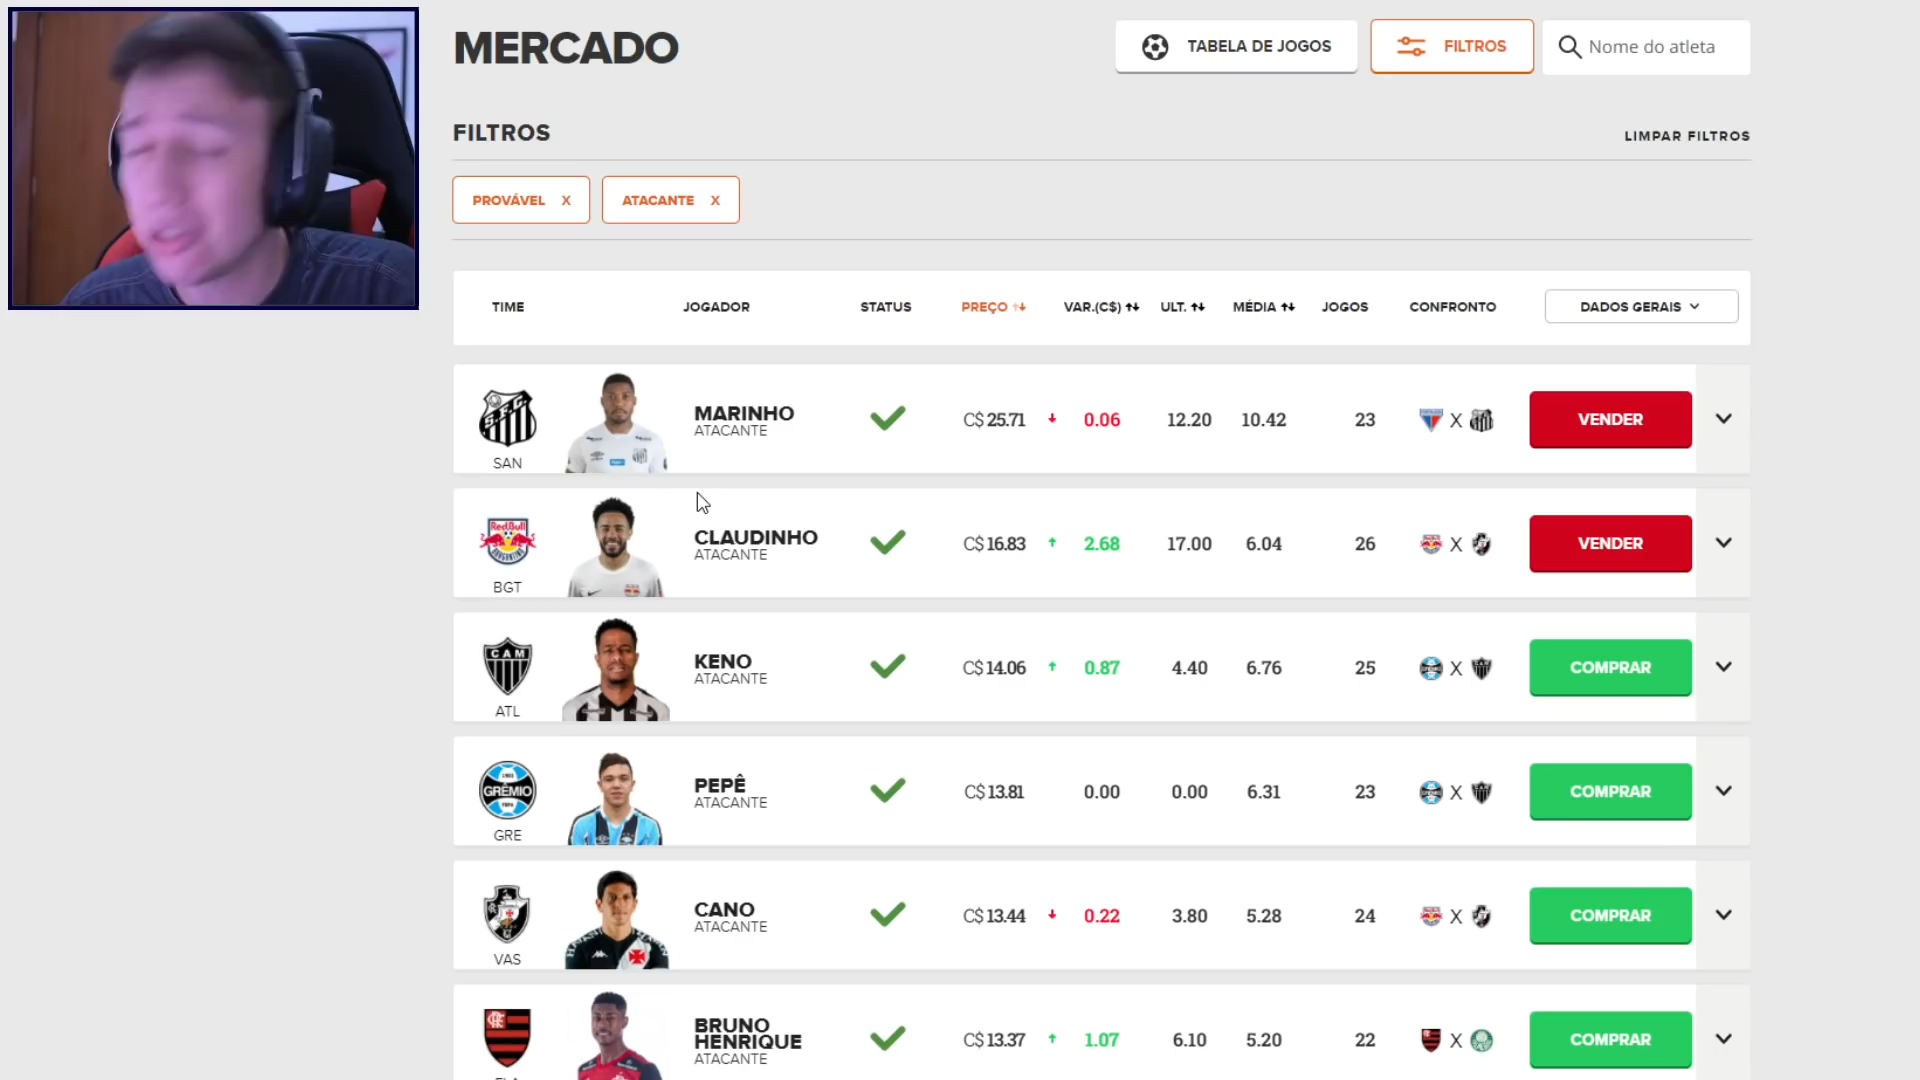 MERCADO
TABELA DE JOGOS
FILTROS
Nome do atleta
FILTROS
LIMPAR FILTROS
PROVÁVEL X
ATACANTE X
TIME JOGADOR STATUS PREÇO VAR.(C$) ULT. MÉDIA JOGOS CONFRONTO DADOS GERAIS
SAN MARINHO ATACANTE C$ 25.71 0.06 12.20 10.42 23 X VENDER
BGT CLAUDINHO ATACANTE C$ 16.83 2.68 17.00 6.04 26 X VENDER
ATL KENO ATACANTE C$ 14.06 0.87 4.40 6.76 25 X COMPRAR
GRE PEPÊ ATACANTE C$ 13.81 0.00 0.00 6.31 23 X COMPRAR
VAS CANO ATACANTE C$ 13.44 0.22 3.80 5.28 24 X COMPRAR
BRUNO HENRIQUE ATACANTE C$ 13.37 1.07 6.10 5.20 22 X COMPRAR